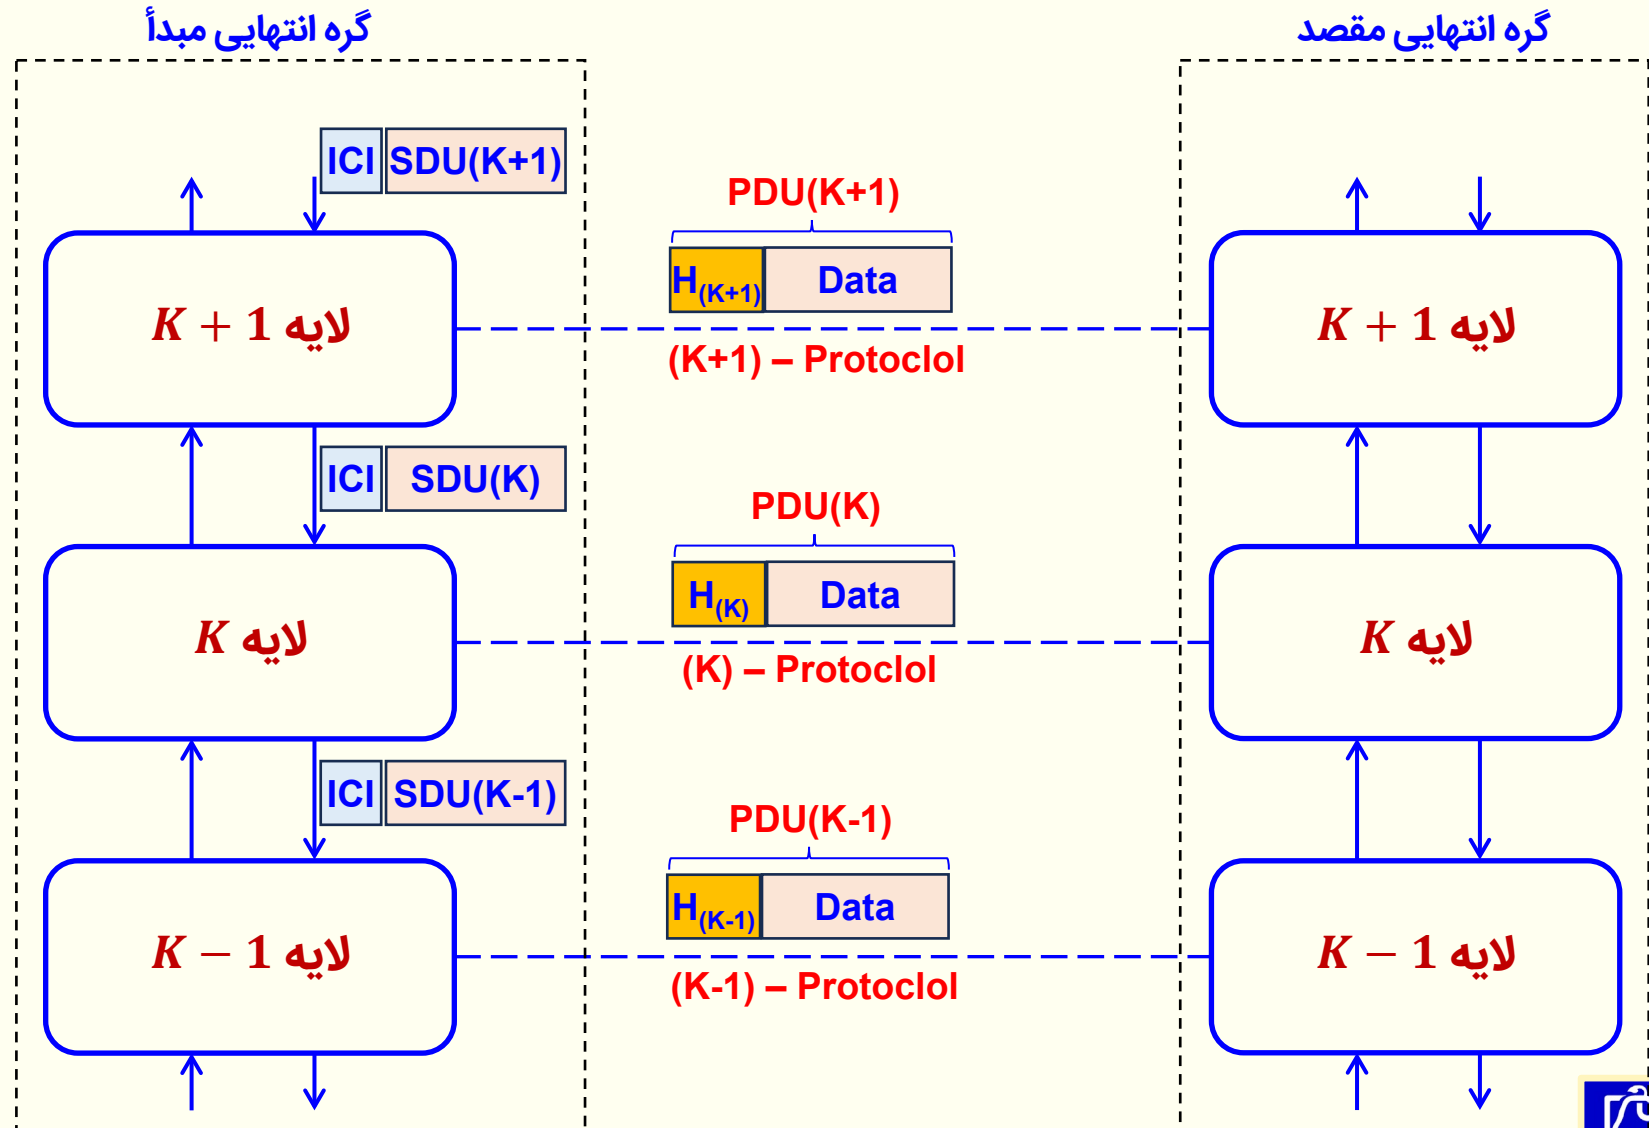 گره انتهایی مبدأ
گره انتهایی مقصد
ICI SDU(K+1)
PDU(K+1)
H(K+1) Data
لایه K + 1
(K+1) – Protoclol
لایه K + 1
ICI SDU(K)
PDU(K)
H(K) Data
لایه K
(K) – Protoclol
لایه K
ICI SDU(K-1)
PDU(K-1)
H(K-1) Data
لایه K − 1
(K-1) – Protoclol
لایه K − 1